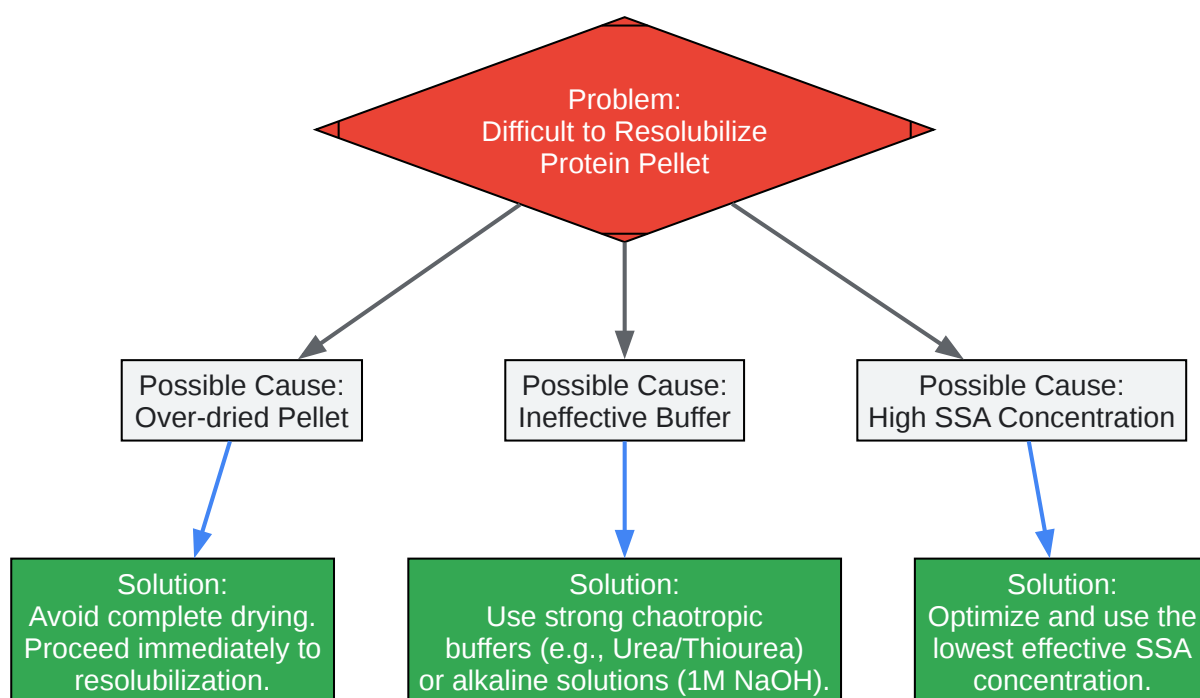 Problem:
Difficult to Resolubilize
Protein Pellet
Possible Cause:
Over-dried Pellet
Possible Cause:
Ineffective Buffer
Possible Cause:
High SSA Concentration
Solution:
Avoid complete drying.
Proceed immediately to
resolubilization.
Solution:
Use strong chaotropic
buffers (e.g., Urea/Thiourea)
or alkaline solutions (1M NaOH).
Solution:
Optimize and use the
lowest effective SSA
concentration.